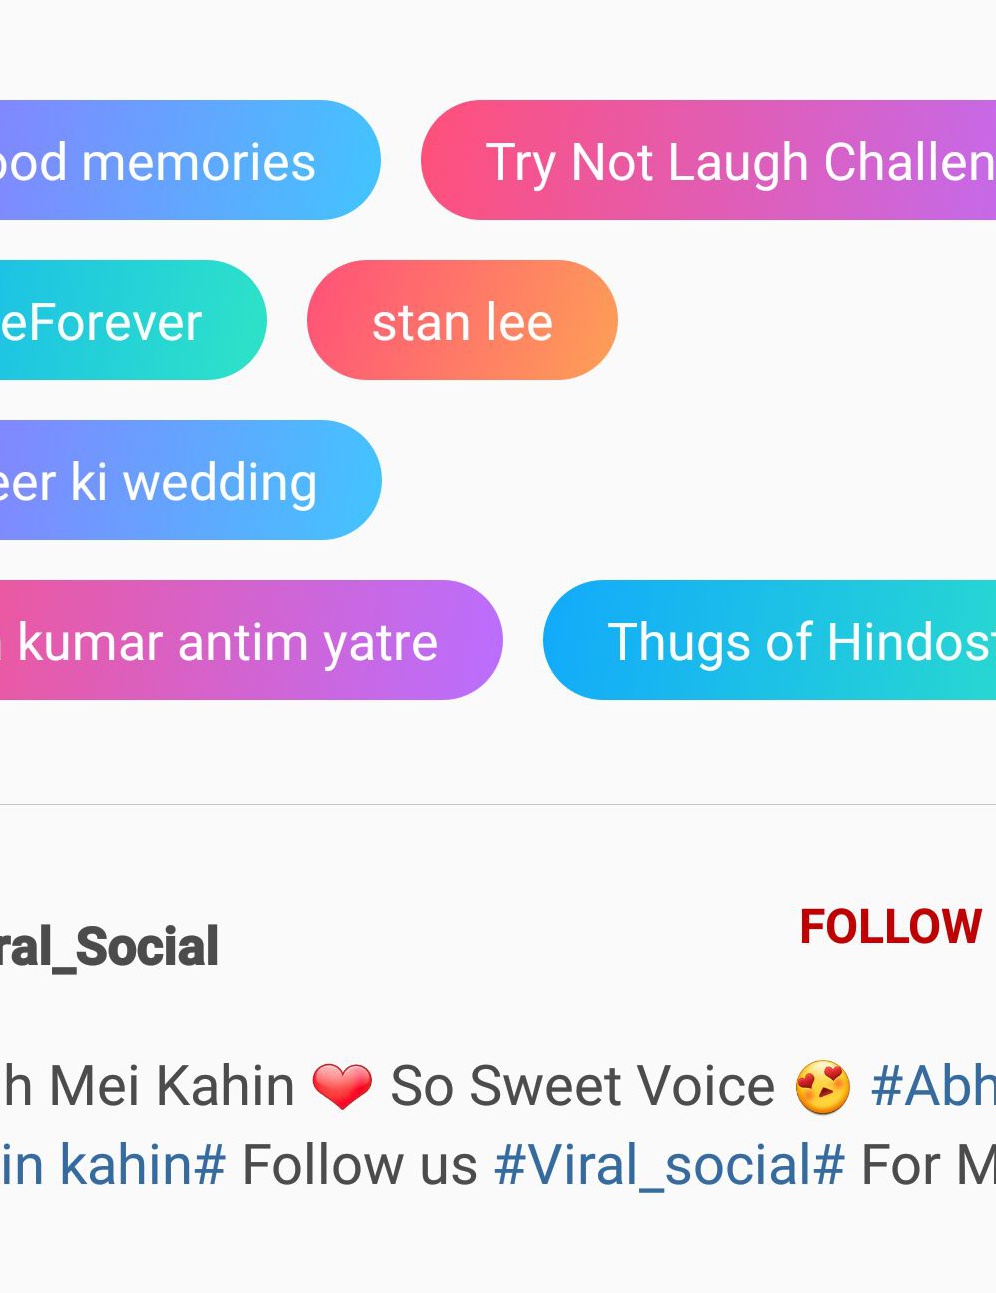 ood memories Try Not Laugh Challen
eForever stan lee
eer ki wedding
kumar antim yatre Thugs of Hindost
ral_Social FOLLOW
h Mei Kahin ❤️ So Sweet Voice 😍 #Abh
in kahin# Follow us #Viral_social# For M